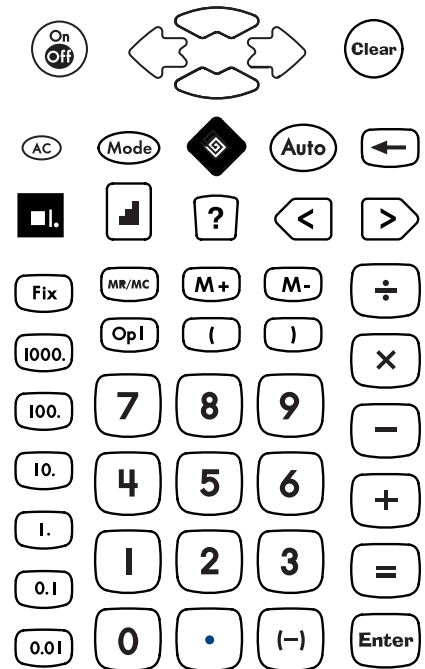 On
Off
Clear
AC Mode Auto ←
? < >
Fix MR/MC M+ M- ÷
Op1 ( )
1000. ×
7 8 9
100. −
10. 4 5 6
+
1. 1 2 3
0.1 =
0.01 0 . (−) Enter